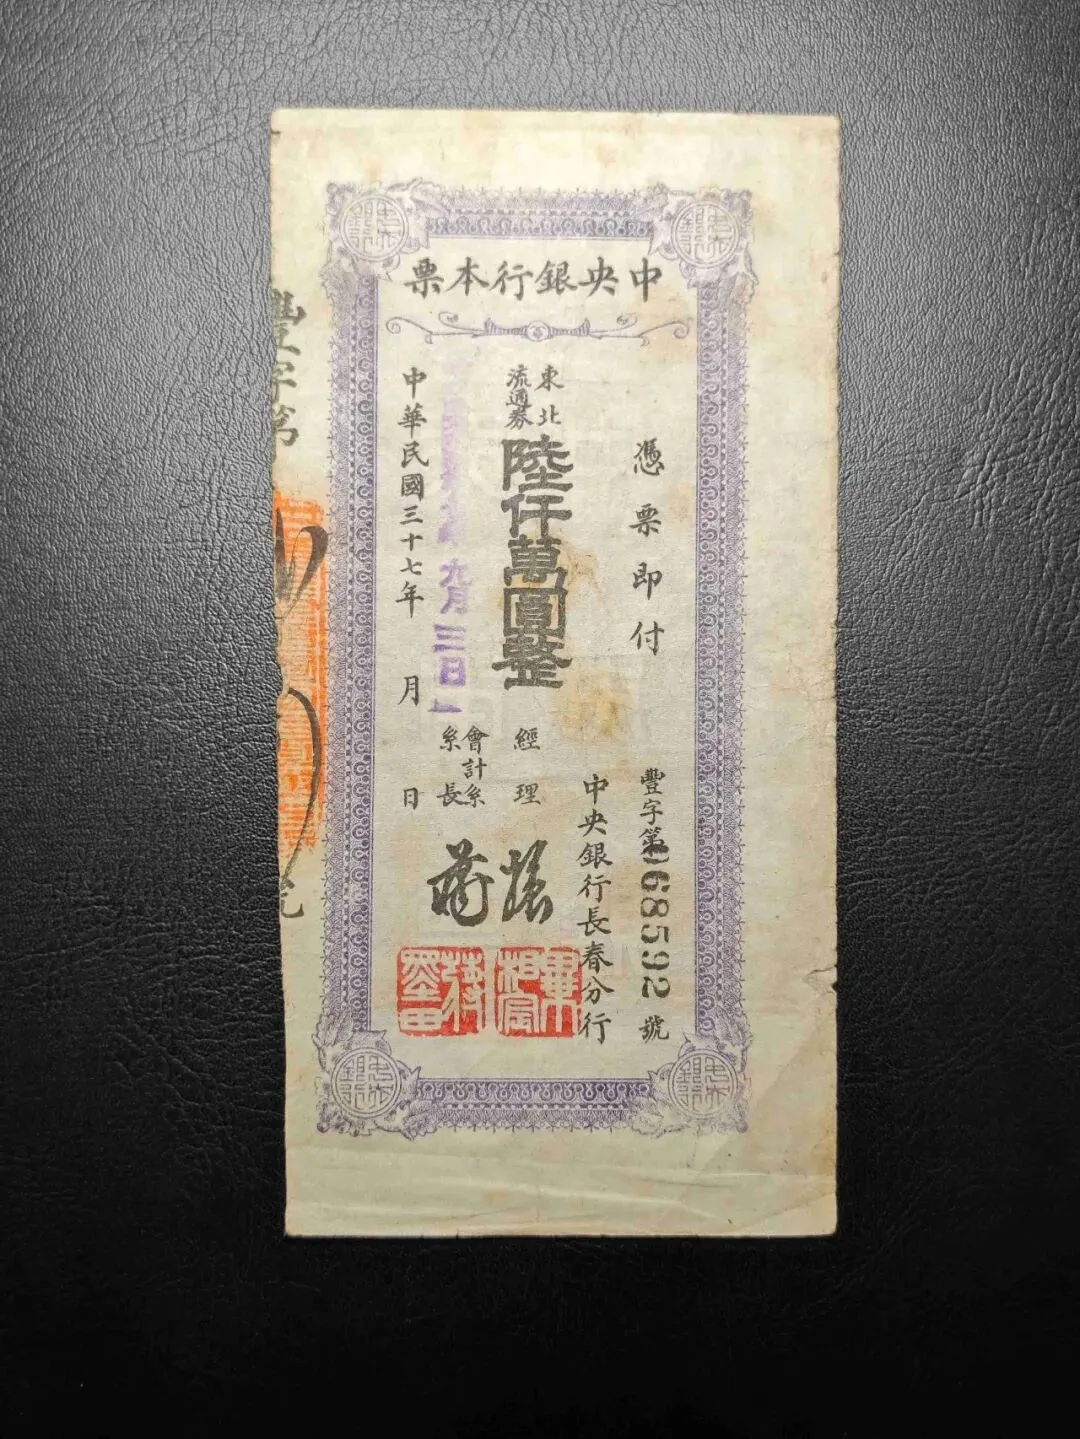 中央銀行本票
憑票即付
豐字第068592號
中央銀行長春分行
東北
流通券
陸仟萬圓整
經理
會計系
系長
九月三日
中華民國三十七年 月 日
豐字第